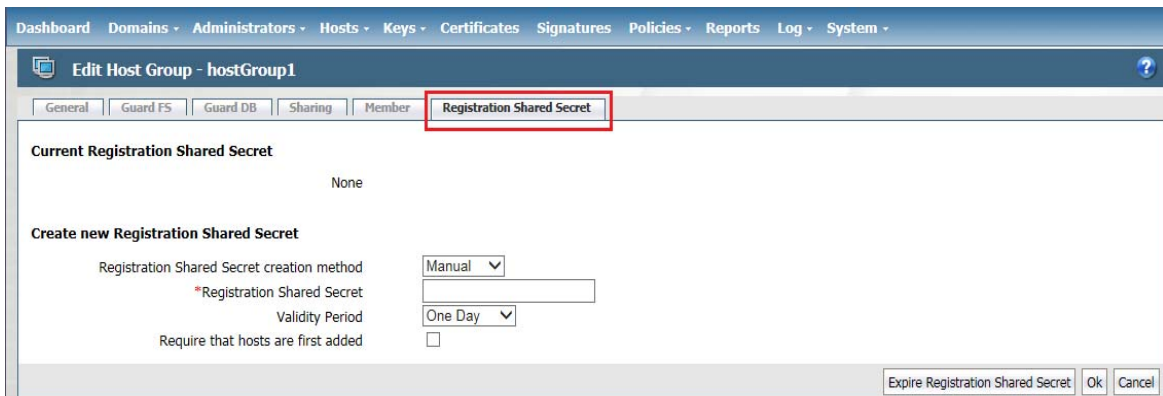 Dashboard Domains Administrators Hosts Keys Certificates Signatures Policies Reports Log System
Edit Host Group - hostGroup1 ?
General Guard FS Guard DB Sharing Member Registration Shared Secret
Current Registration Shared Secret
None
Create new Registration Shared Secret
Registration Shared Secret creation method Manual
*Registration Shared Secret
Validity Period One Day
Require that hosts are first added
Expire Registration Shared Secret Ok Cancel